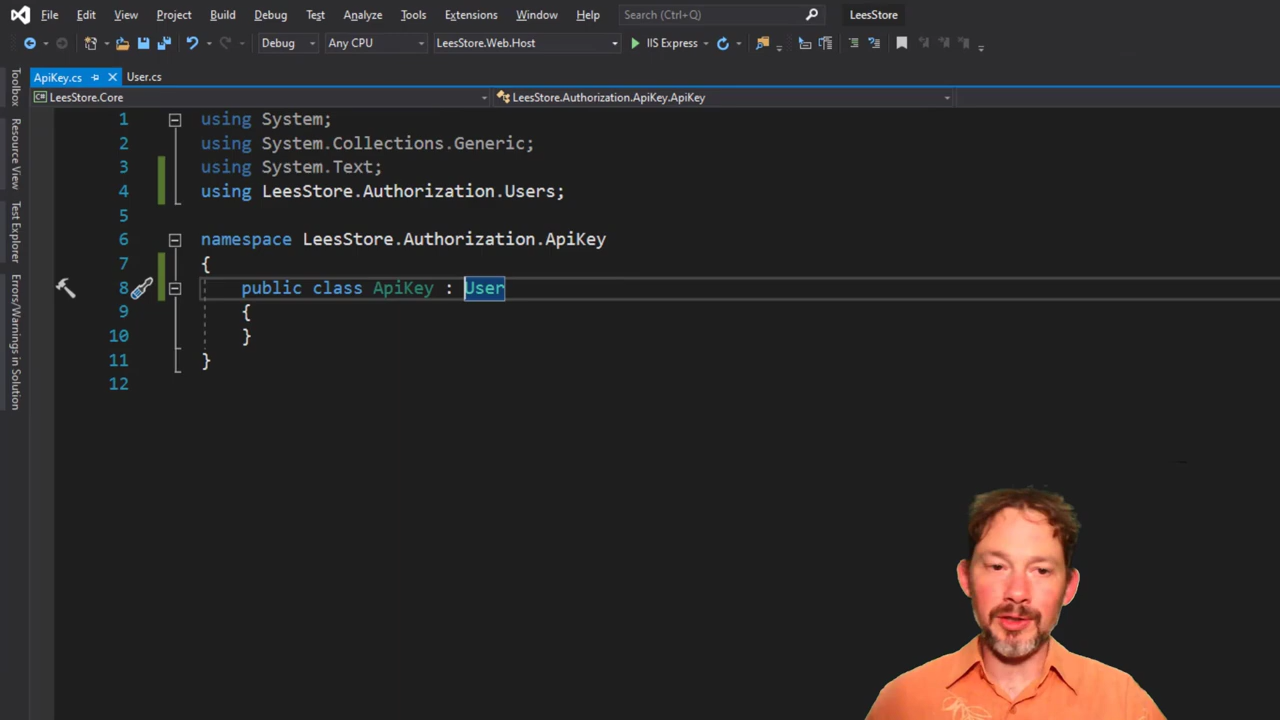 File Edit View Project Build Debug Test Analyze Tools Extensions Window Help Search (Ctrl+Q) LeesStore
Debug Any CPU LeesStore.Web.Host IIS Express
ApiKey.cs User.cs
LeesStore.Core LeesStore.Authorization.ApiKey.ApiKey
Toolbox
Resource View
Test Explorer
Errors/Warnings in Solution
1 using System;
2 using System.Collections.Generic;
3 using System.Text;
4 using LeesStore.Authorization.Users;
5
6 namespace LeesStore.Authorization.ApiKey
7 {
8 public class ApiKey : User
9 {
10 }
11 }
12